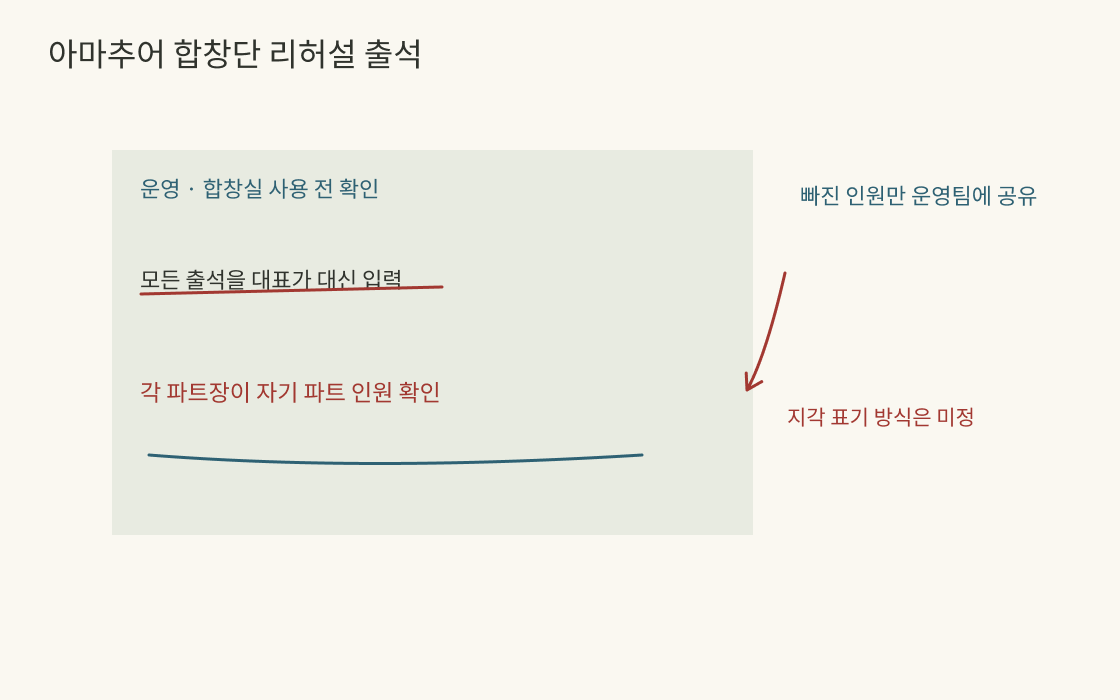 아마추어 합창단 리허설 출석
운영 · 합창실 사용 전 확인
빠진 인원만 운영팀에 공유
모든 출석을 대표가 대신 입력
각 파트장이 자기 파트 인원 확인
지각 표기 방식은 미정